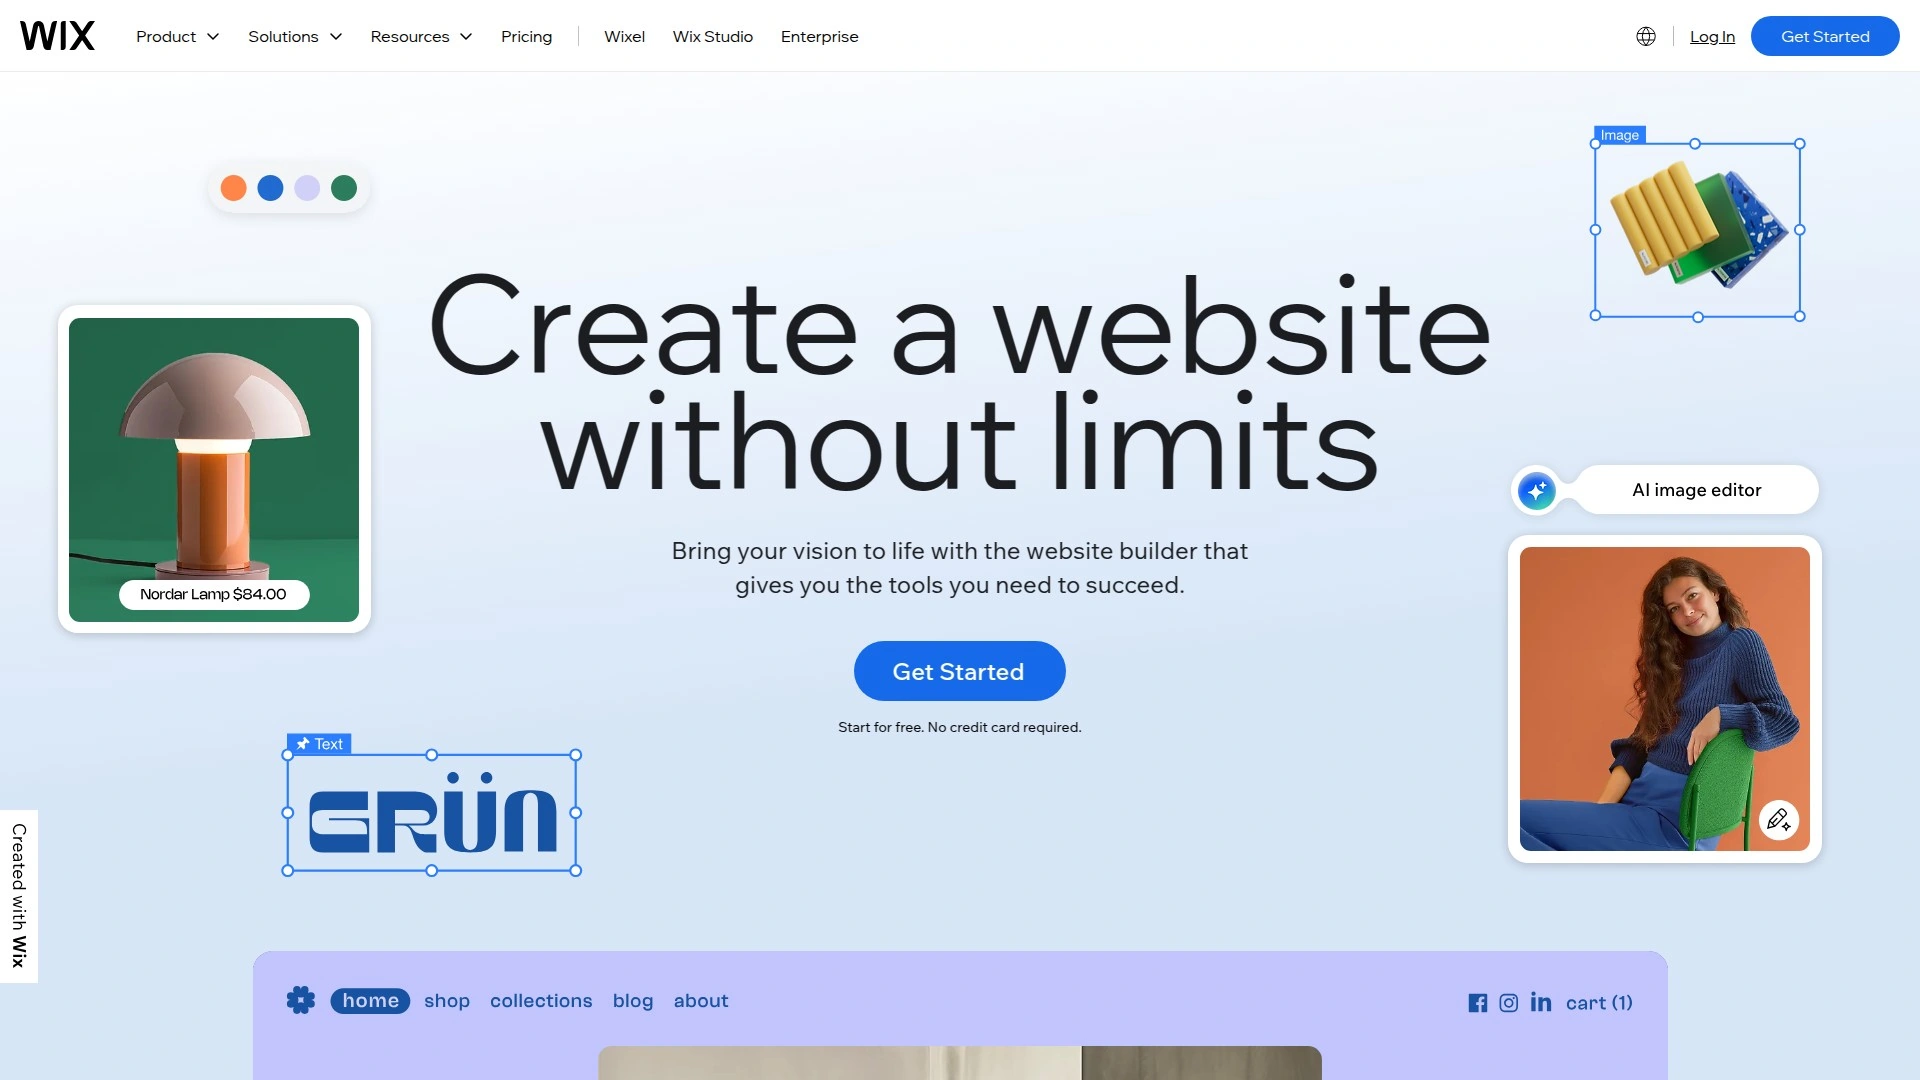 WIX
Product
Solutions
Resources
Pricing
Wixel
Wix Studio
Enterprise
Log In
Get Started
Image
Create a website
without limits
Nordar Lamp $84.00
AI image editor
Bring your vision to life with the website builder that
gives you the tools you need to succeed.
Get Started
Start for free. No credit card required.
Text
GRÜN
Created with Wix
home
shop
collections
blog
about
cart (1)